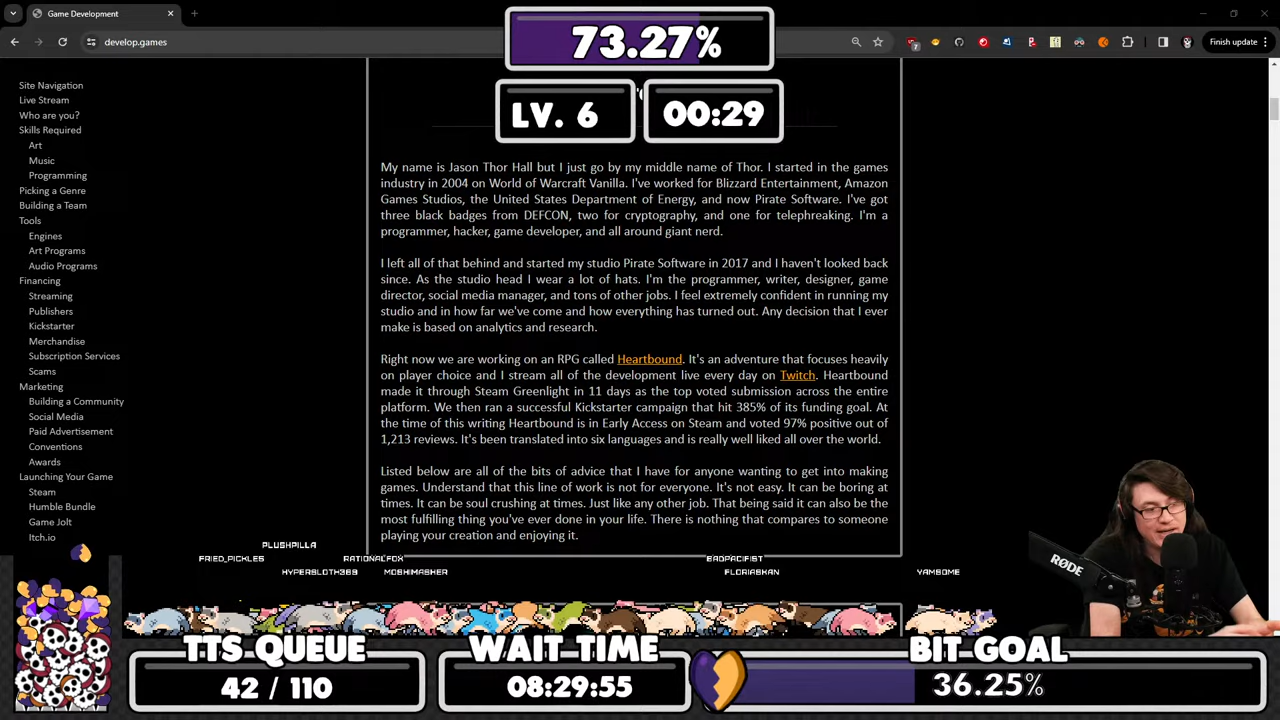 Game Development
73.27%
develop.games
Finish update
LV. 6
00:29
Site Navigation
Live Stream
Who are you?
Skills Required
Art
Music
Programming
Picking a Genre
Building a Team
Tools
Engines
Art Programs
Audio Programs
Financing
Streaming
Publishers
Kickstarter
Merchandise
Subscription Services
Scams
Marketing
Building a Community
Social Media
Paid Advertisement
Conventions
Awards
Launching Your Game
Steam
Humble Bundle
Game Jolt
Itch.io
My name is Jason Thor Hall but I just go by my middle name of Thor. I started in the games
industry in 2004 on World of Warcraft Vanilla. I've worked for Blizzard Entertainment, Amazon
Games Studios, the United States Department of Energy, and now Pirate Software. I've got
three black badges from DEFCON, two for cryptography, and one for telephreaking. I'm a
programmer, hacker, game developer, and all around giant nerd.
I left all of that behind and started my studio Pirate Software in 2017 and I haven't looked back
since. As the studio head I wear a lot of hats. I'm the programmer, writer, designer, game
director, social media manager, and tons of other jobs. I feel extremely confident in running my
studio and in how far we've come and how everything has turned out. Any decision that I ever
make is based on analytics and research.
Right now we are working on an RPG called Heartbound. It's an adventure that focuses heavily
on player choice and I stream all of the development live every day on Twitch. Heartbound
made it through Steam Greenlight in 11 days as the top voted submission across the entire
platform. We then ran a successful Kickstarter campaign that hit 385% of its funding goal. At
the time of this writing Heartbound is in Early Access on Steam and voted 97% positive out of
1,213 reviews. It's been translated into six languages and is really well liked all over the world.
Listed below are all of the bits of advice that I have for anyone wanting to get into making
games. Understand that this line of work is not for everyone. It's not easy. It can be boring at
times. It can be soul crushing at times. Just like any other job. That being said it can also be the
most fulfilling thing you've ever done in your life. There is nothing that compares to someone
playing your creation and enjoying it.
RØDE
PLUSHPILLA
FRIED_PICKLES RATIONALFOX BADPACIFIST
HYPERSLOTH369 MOSHIMASHER FLORIASHAN YAMSOME
TTS QUEUE
42 / 110
WAIT TIME
08:29:55
BIT GOAL
36.25%